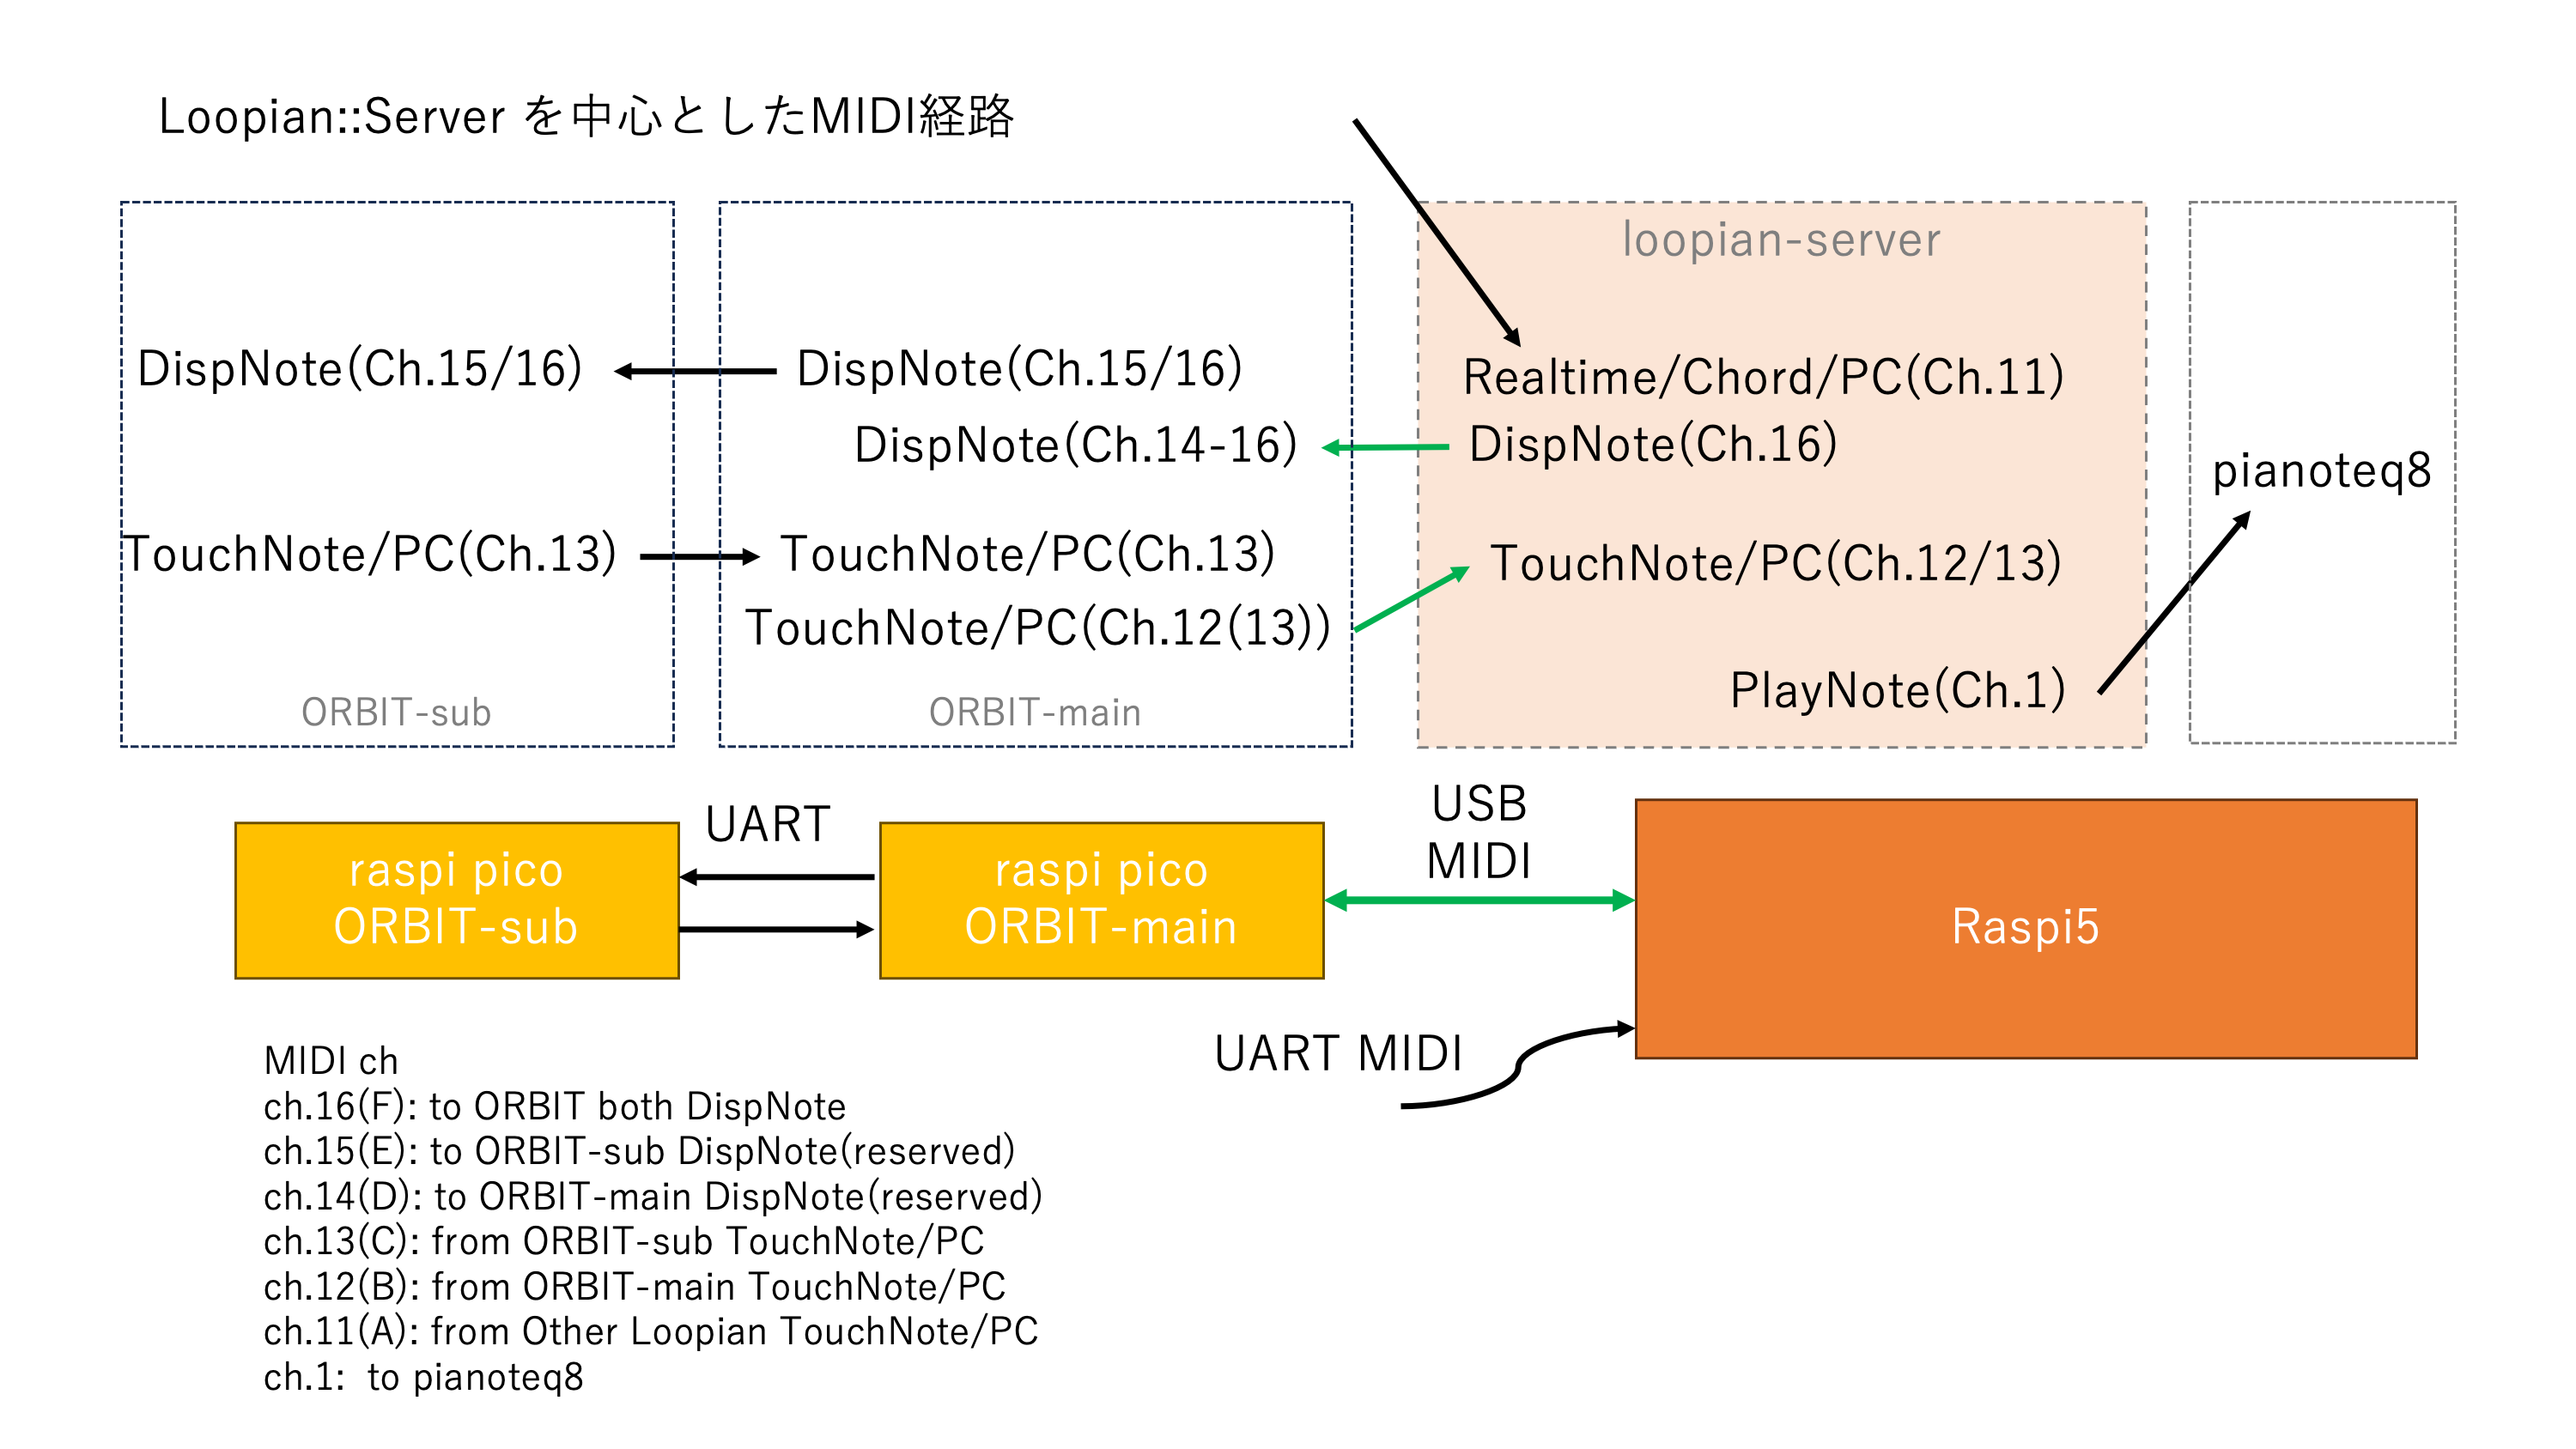 Loopian::Server を中心としたMIDI経路
loopian-server
DispNote(Ch.15/16)
DispNote(Ch.15/16)
Realtime/Chord/PC(Ch.11)
DispNote(Ch.14-16)
DispNote(Ch.16)
pianoteq8
TouchNote/PC(Ch.13)
TouchNote/PC(Ch.13)
TouchNote/PC(Ch.12/13)
TouchNote/PC(Ch.12(13))
PlayNote(Ch.1)
ORBIT-sub
ORBIT-main
UART
USB
MIDI
raspi pico
ORBIT-sub
raspi pico
ORBIT-main
Raspi5
UART MIDI
MIDI ch
ch.16(F): to ORBIT both DispNote
ch.15(E): to ORBIT-sub DispNote(reserved)
ch.14(D): to ORBIT-main DispNote(reserved)
ch.13(C): from ORBIT-sub TouchNote/PC
ch.12(B): from ORBIT-main TouchNote/PC
ch.11(A): from Other Loopian TouchNote/PC
ch.1:  to pianoteq8